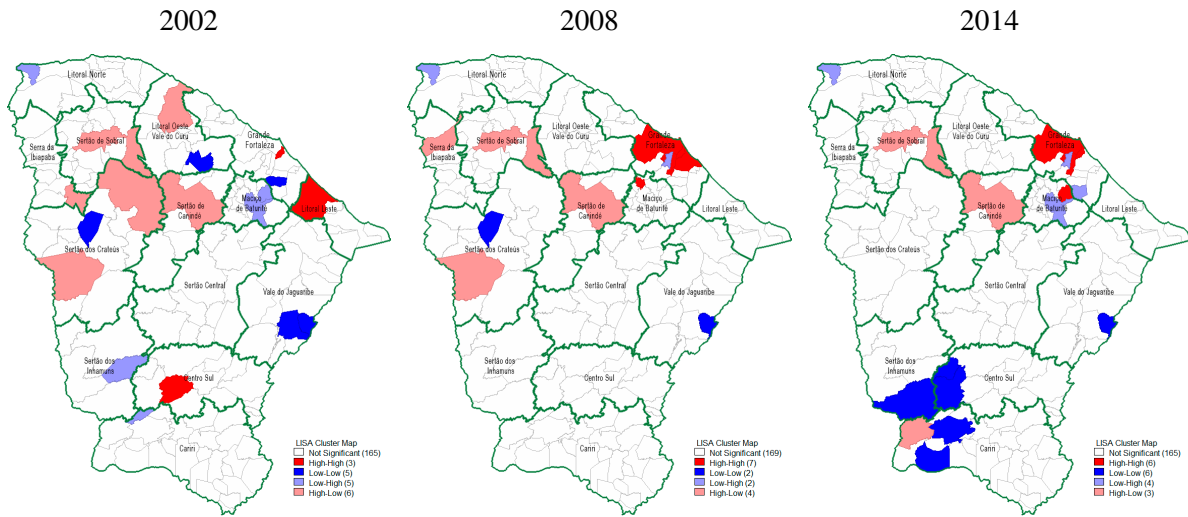 2002
2008
2014
Litoral Norte
Litoral Oeste
Vale do Curu
Sertão de Sobral
Serra da
Ibiapaba
Grande
Fortaleza
Sertão de
Canindé
Maciço
de Baturité
Litoral Leste
Sertão dos Crateús
Sertão Central
Vale do Jaguaribe
Sertão dos
Inhamuns
Centro Sul
Cariri
LISA Cluster Map
Not Significant (165)
High-High (3)
Low-Low (5)
Low-High (5)
High-Low (6)
Litoral Norte
Litoral Oeste
Vale do Curu
Sertão de Sobral
Serra da
Ibiapaba
Grande
Fortaleza
Sertão de
Canindé
Maciço
de Baturité
Litoral Leste
Sertão dos Crateús
Sertão Central
Vale do Jaguaribe
Sertão dos
Inhamuns
Centro Sul
Cariri
LISA Cluster Map
Not Significant (169)
High-High (7)
Low-Low (2)
Low-High (2)
High-Low (4)
Litoral Norte
Litoral Oeste
Vale do Curu
Sertão de Sobral
Serra da
Ibiapaba
Grande
Fortaleza
Sertão de
Canindé
Maciço
de Baturité
Litoral Leste
Sertão dos Crateús
Sertão Central
Vale do Jaguaribe
Sertão dos
Inhamuns
Centro Sul
Cariri
LISA Cluster Map
Not Significant (165)
High-High (6)
Low-Low (6)
Low-High (4)
High-Low (3)